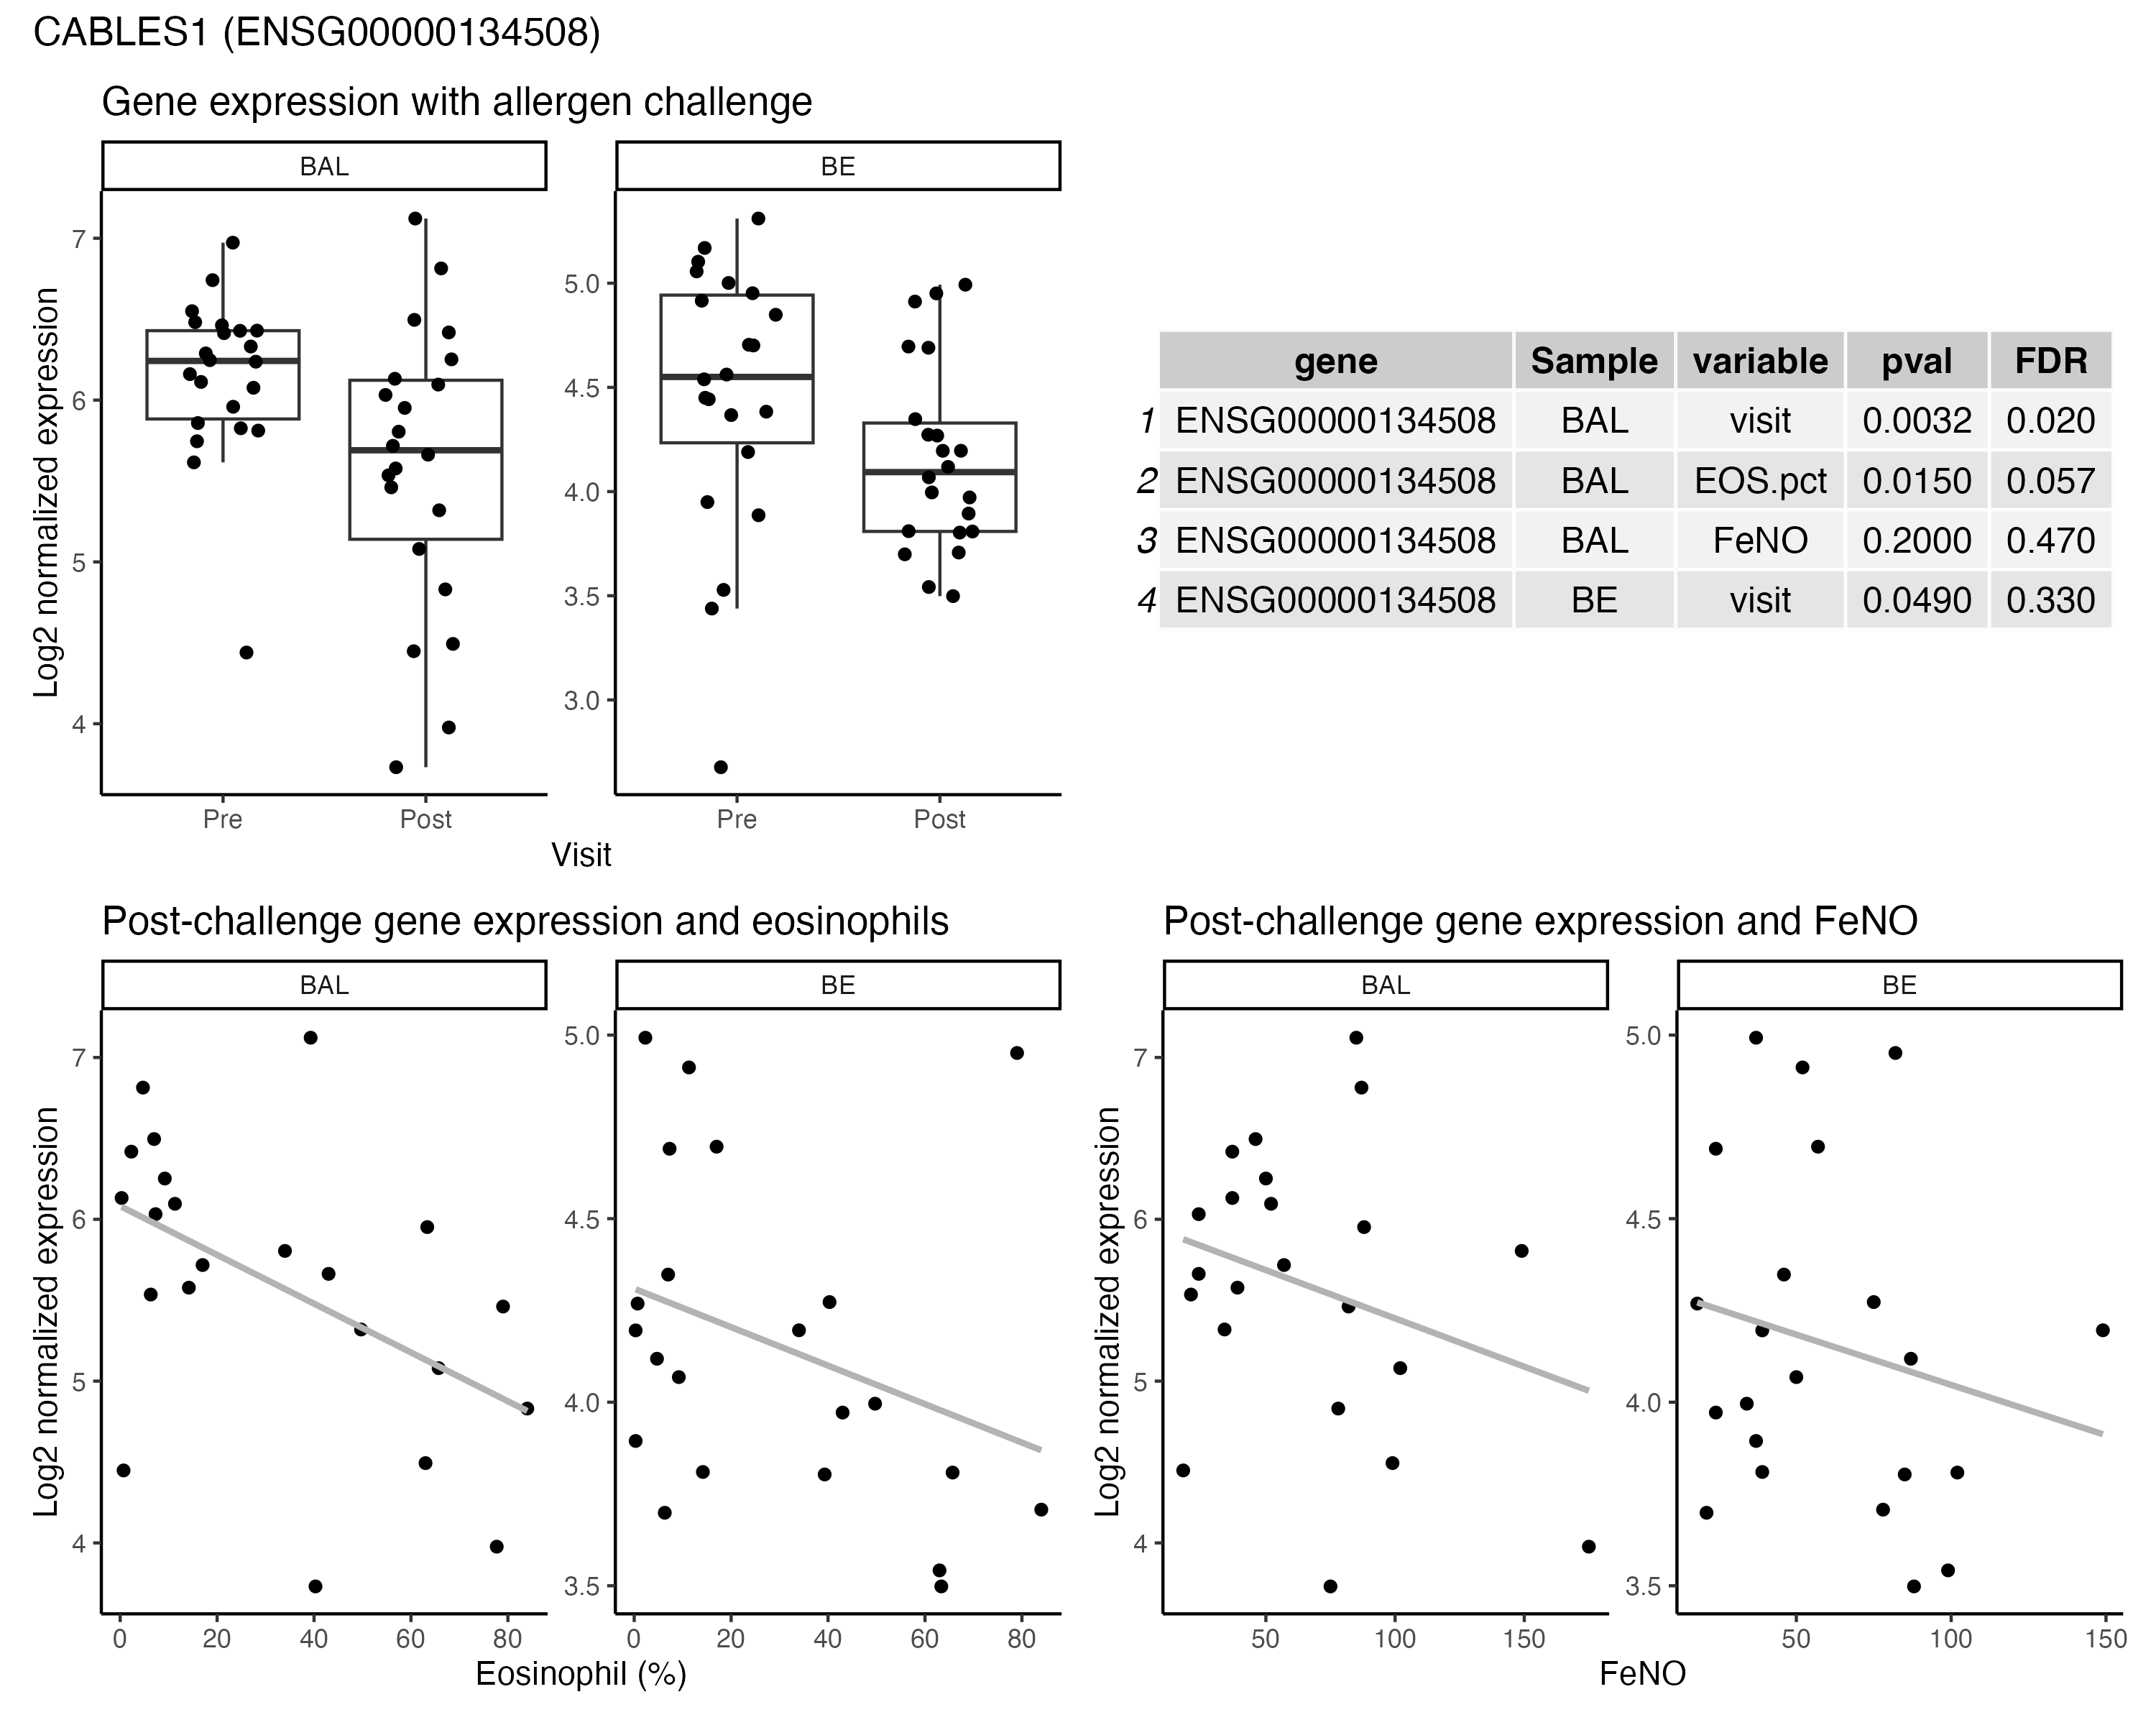 CABLES1 (ENSG00000134508)
Gene expression with allergen challenge
BAL
BE
Log2 normalized expression
7
6
5
4
5.0
4.5
4.0
3.5
3.0
Pre
Post
Pre
Post
Visit
gene Sample variable pval FDR
1 ENSG00000134508 BAL visit 0.0032 0.020
2 ENSG00000134508 BAL EOS.pct 0.0150 0.057
3 ENSG00000134508 BAL FeNO 0.2000 0.470
4 ENSG00000134508 BE visit 0.0490 0.330
Post-challenge gene expression and eosinophils
BAL
BE
Log2 normalized expression
7
6
5
4
5.0
4.5
4.0
3.5
0 20 40 60 80
0 20 40 60 80
Eosinophil (%)
Post-challenge gene expression and FeNO
BAL
BE
Log2 normalized expression
7
6
5
4
5.0
4.5
4.0
3.5
50 100 150
50 100 150
FeNO